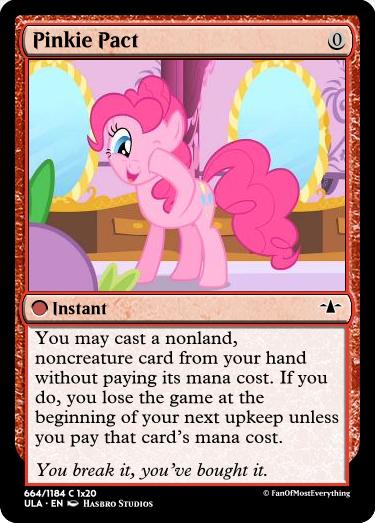 Pinkie Pact 0
Instant
You may cast a nonland,
noncreature card from your hand
without paying its mana cost. If you
do, you lose the game at the
beginning of your next upkeep unless
you pay that card's mana cost.
You break it, you've bought it.
664/1184 C 1x20
ULA • EN Hasbro Studios
© FanOfMostEverything